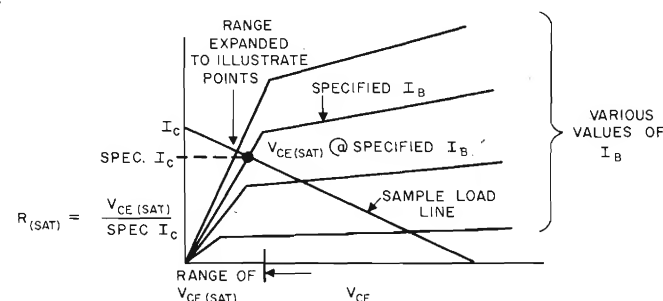 RANGE
EXPANDED
TO ILLUSTRATE
POINTS
SPECIFIED I_B
I_C
V_CE(SAT) @ SPECIFIED I_B.
SPEC. I_C
VARIOUS
VALUES OF
I_B
SAMPLE LOAD
LINE
R_(SAT) = V_CE(SAT)
SPEC I_C
RANGE OF
V_CE(SAT)
V_CE